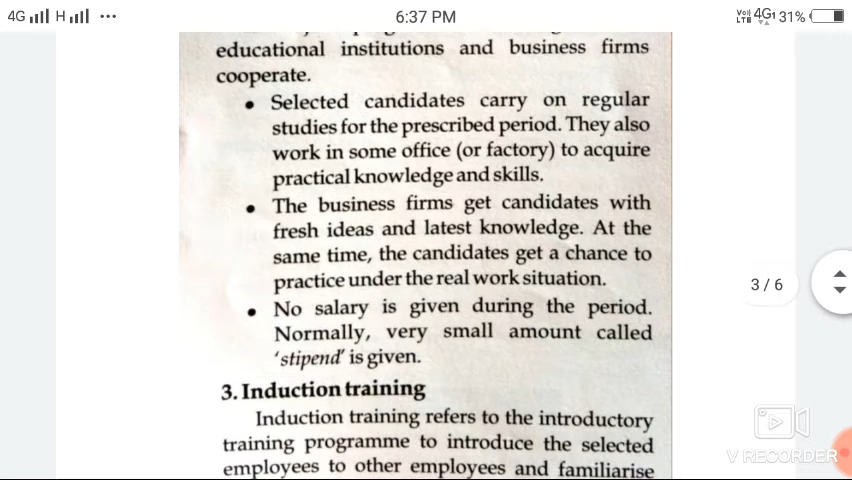 4G H ... 6:37 PM VoD LTE 4G1 31%
educational institutions and business firms
cooperate.
• Selected candidates carry on regular
studies for the prescribed period. They also
work in some office (or factory) to acquire
practical knowledge and skills.
• The business firms get candidates with
fresh ideas and latest knowledge. At the
same time, the candidates get a chance to
practice under the real work situation.
3 / 6
• No salary is given during the period.
Normally, very small amount called
‘stipend’ is given.
3. Induction training
Induction training refers to the introductory
training programme to introduce the selected
employees to other employees and familiarise
V RECORDER